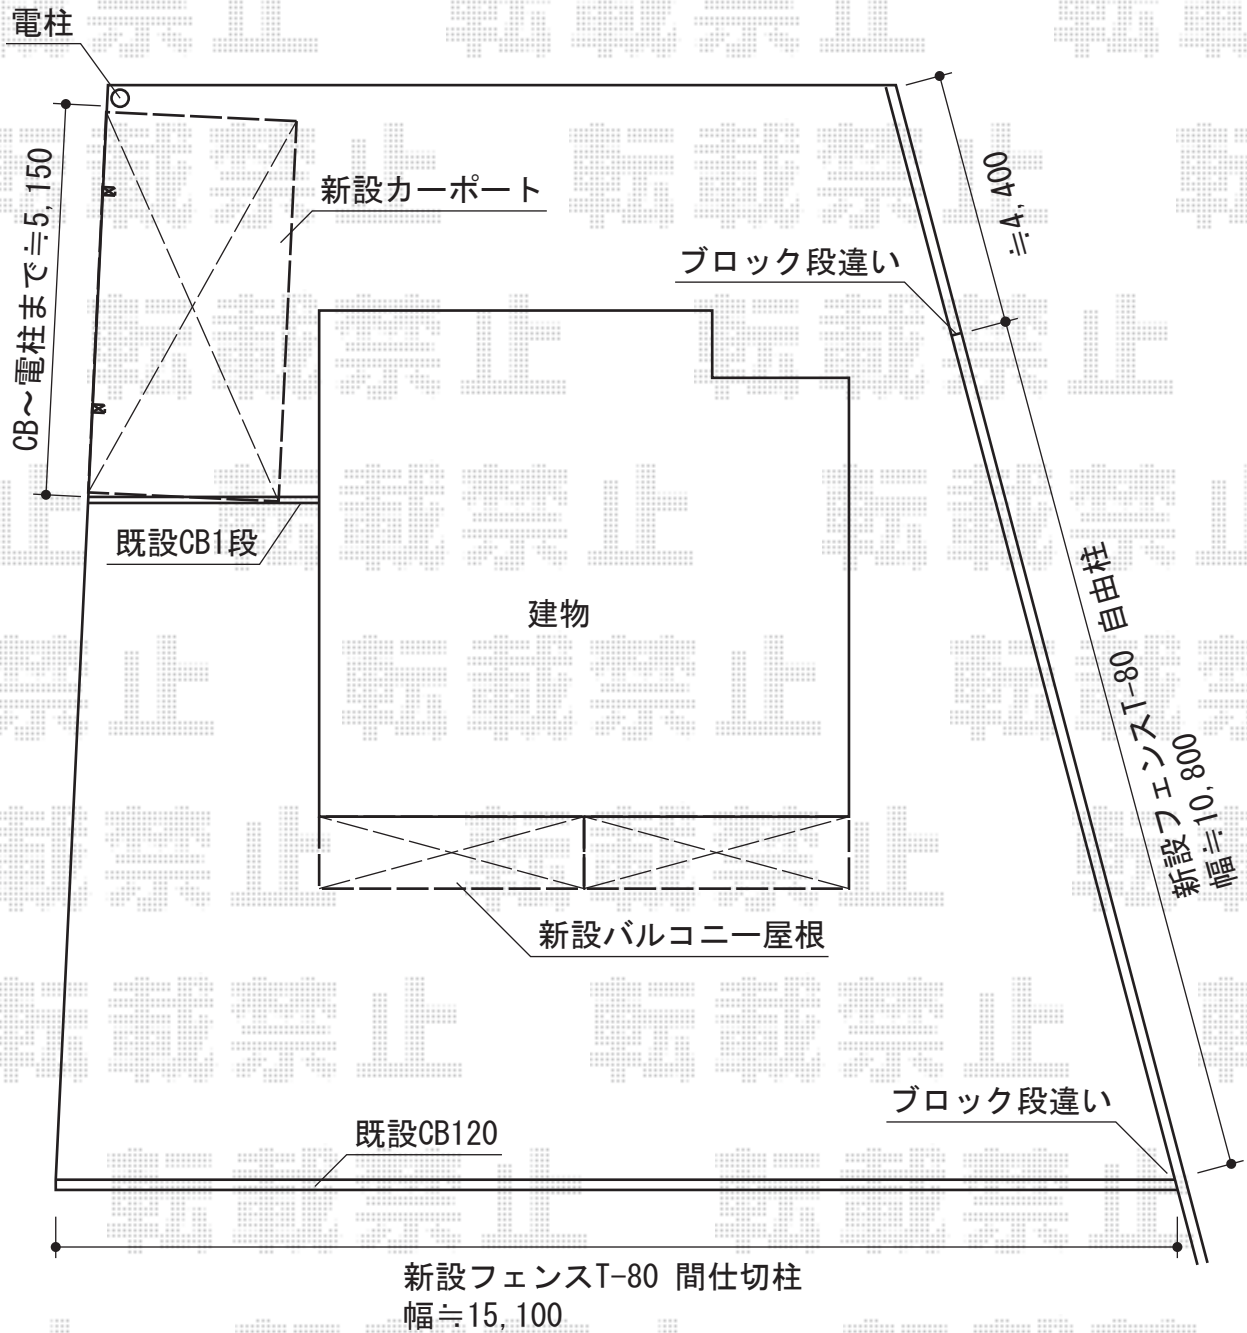 電柱
CB～電柱まで≒5,150
新設カーポート
≒4,400
ブロック段違い
既設CB1段
建物
新設フェンスT-80 自由柱
幅≒10,800
新設バルコニー屋根
ブロック段違い
既設CB120
新設フェンスT-80 間仕切柱
幅≒15,100
転載禁止